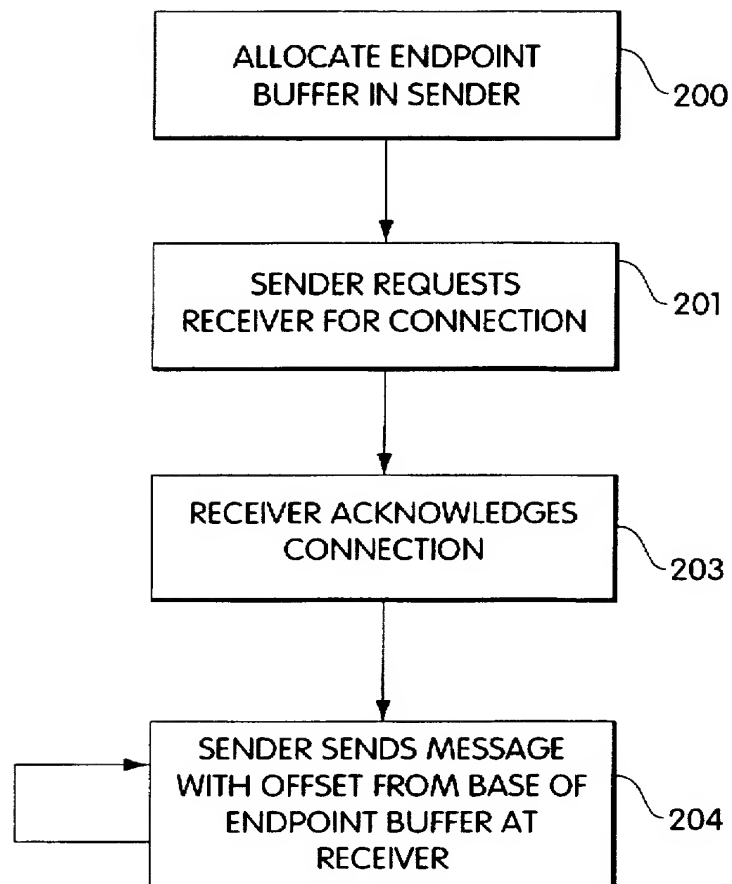 ALLOCATE ENDPOINT
BUFFER IN SENDER
200
SENDER REQUESTS
RECEIVER FOR CONNECTION
201
RECEIVER ACKNOWLEDGES
CONNECTION
203
SENDER SENDS MESSAGE
WITH OFFSET FROM BASE OF
ENDPOINT BUFFER AT
RECEIVER
204